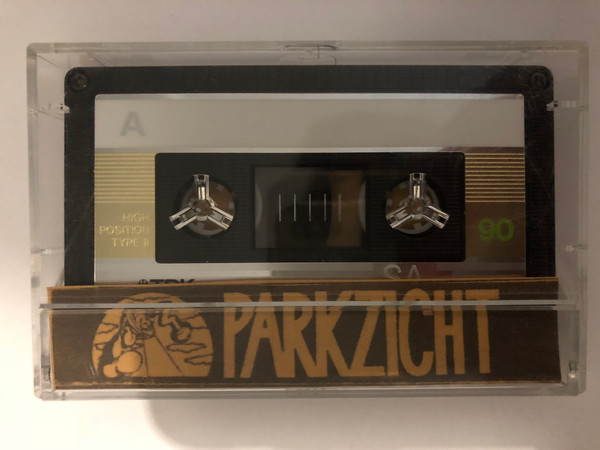 A
HIGH
POSITION
TYPE II
90
TDK
SA
PARKZICHT